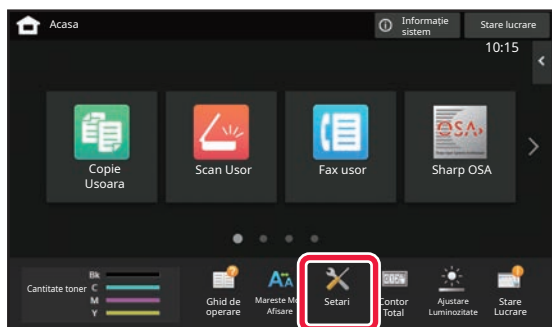 Acasa
Informație
sistem
Stare lucrare
10:15
Copie
Usoara
Scan Usor
Fax usor
Sharp OSA
OSA
Cantitate toner
Bk
C
M
Y
Ghid de
operare
Mareste Mo
Afisare
Setari
Contor
Total
Ajustare
Luminozitate
Stare
Lucrare